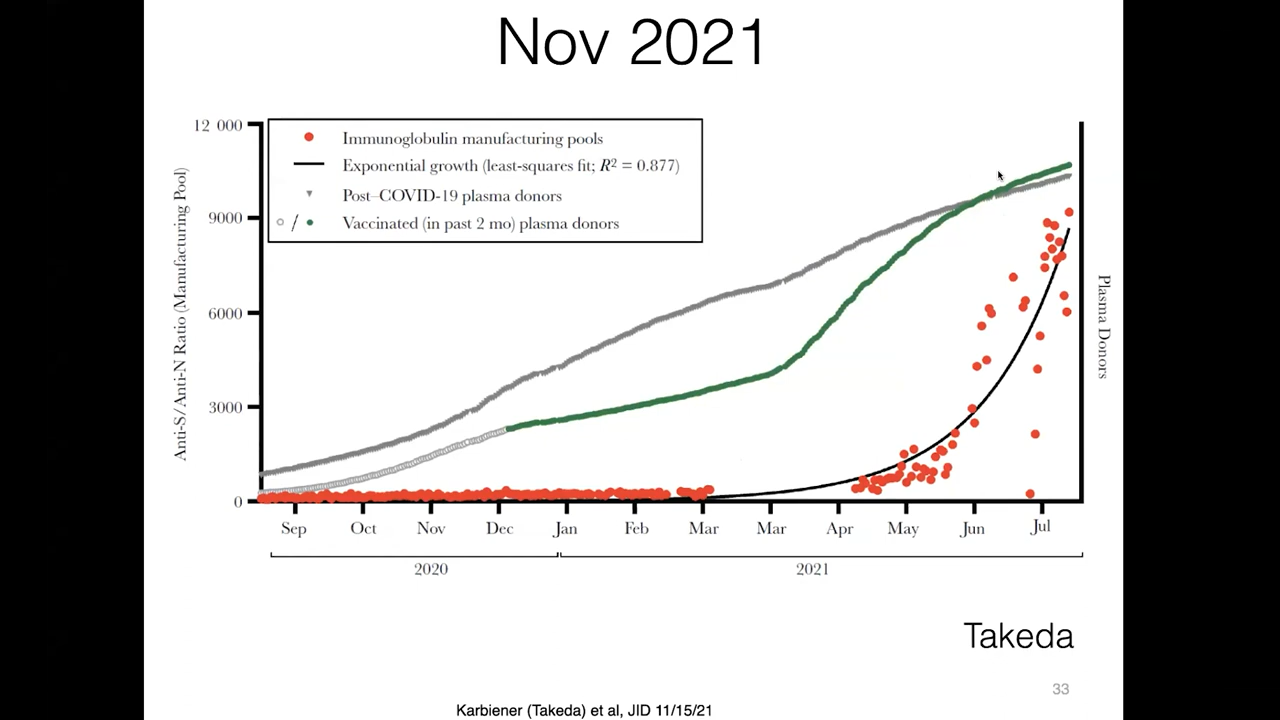 Nov 2021
12 000
9000
6000
3000
0
Anti-S/Anti-N Ratio (Manufacturing Pool)
Immunoglobulin manufacturing pools
Exponential growth (least-squares fit; R² = 0.877)
Post–COVID-19 plasma donors
/ Vaccinated (in past 2 mo) plasma donors
Plasma Donors
Sep Oct Nov Dec Jan Feb Mar Mar Apr May Jun Jul
2020 2021
Takeda
33
Karbiener (Takeda) et al, JID 11/15/21